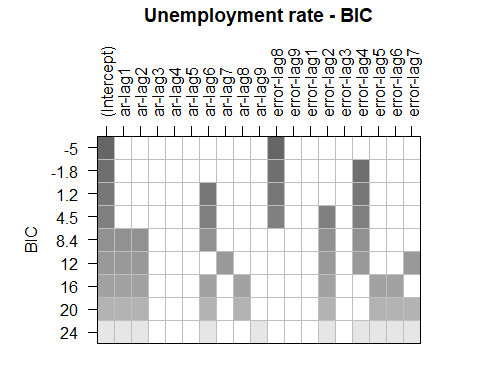 Unemployment rate - BIC
(Intercept)
ar-lag1
ar-lag2
ar-lag3
ar-lag4
ar-lag5
ar-lag6
ar-lag7
ar-lag8
ar-lag9
error-lag8
error-lag9
error-lag1
error-lag2
error-lag3
error-lag4
error-lag5
error-lag6
error-lag7
BIC
-5
-1.8
1.2
4.5
8.4
12
16
20
24